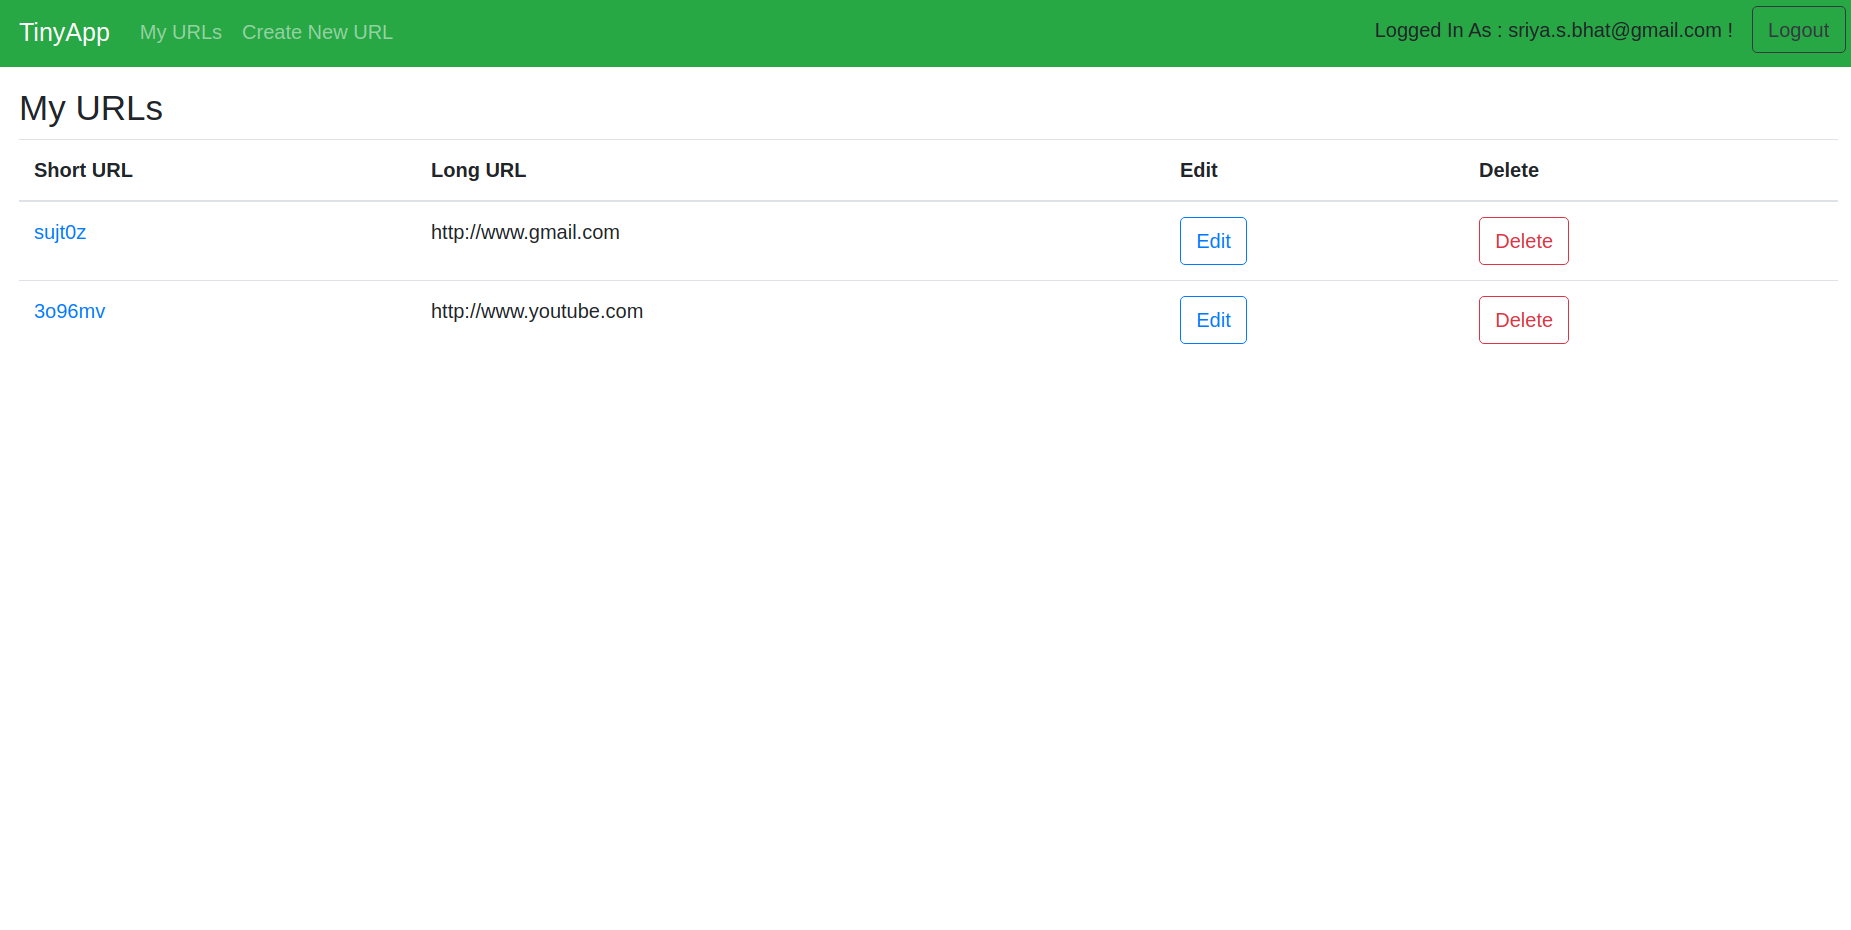 TinyApp My URLs Create New URL Logged In As : sriya.s.bhat@gmail.com ! Logout
My URLs
Short URL Long URL Edit Delete
sujt0z http://www.gmail.com Edit Delete
3o96mv http://www.youtube.com Edit Delete